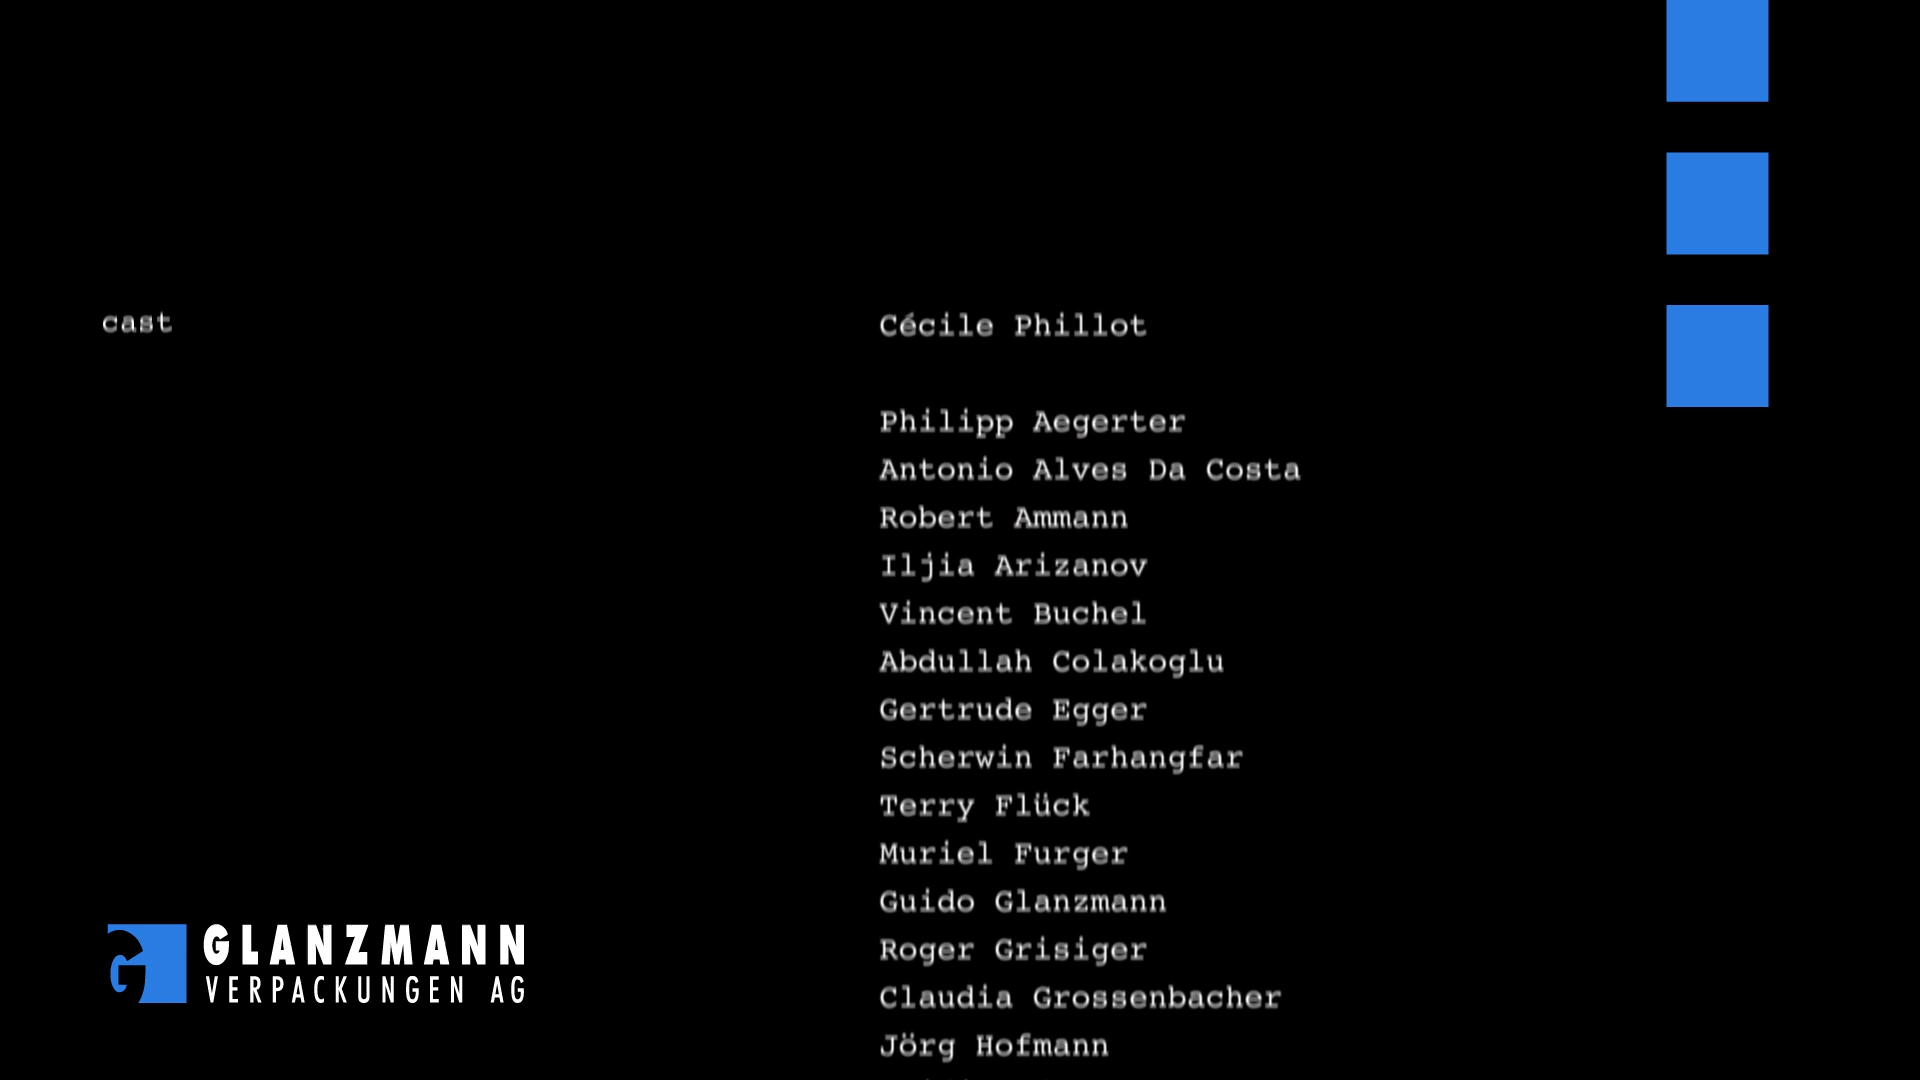 cast
Cécile Phillot
Philipp Aegerter
Antonio Alves Da Costa
Robert Ammann
Iljia Arizanov
Vincent Buchel
Abdullah Colakoglu
Gertrude Egger
Scherwin Farhangfar
Terry Flück
Muriel Furger
Guido Glanzmann
Roger Grisiger
Claudia Grossenbacher
Jörg Hofmann
GLANZMANN
VERPACKUNGEN AG